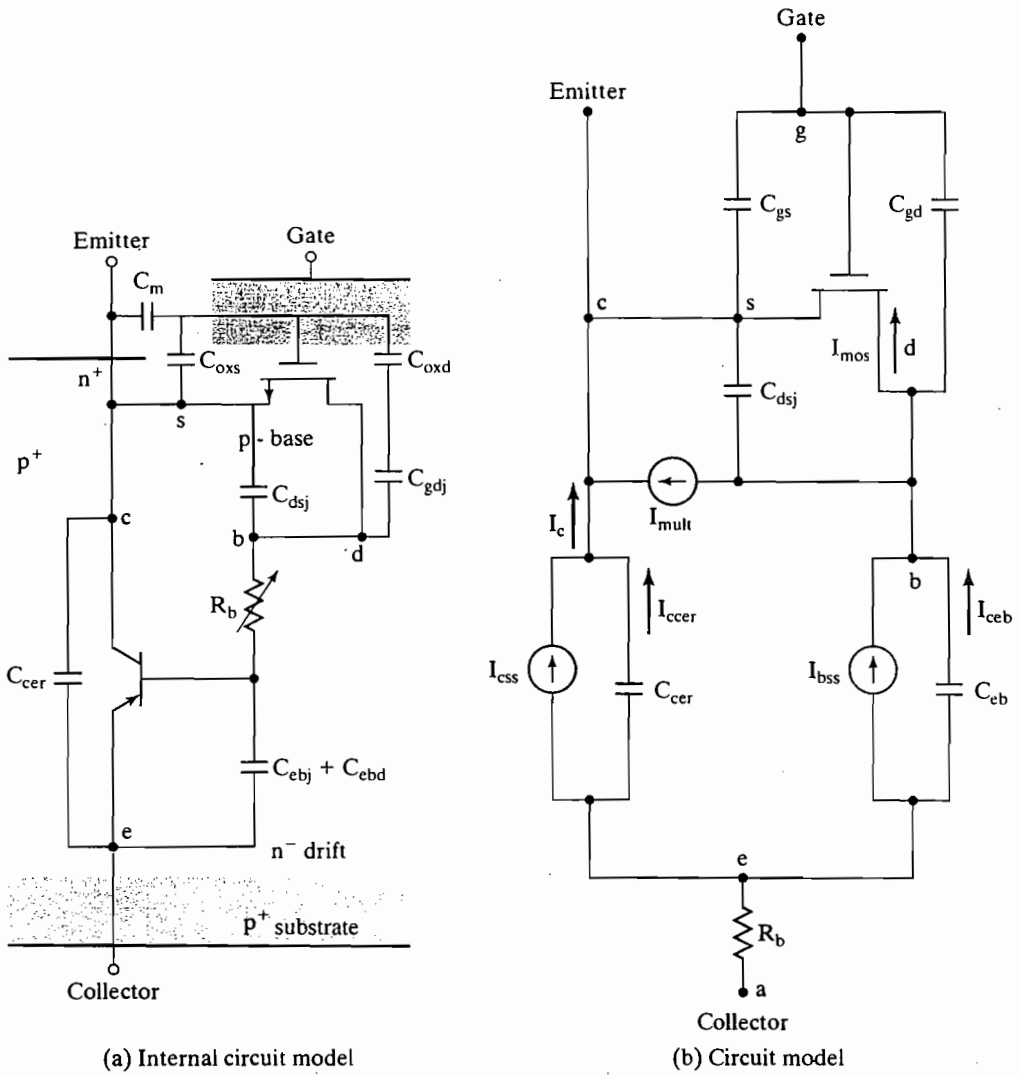 Emitter
Gate
C_m
C_oxs
C_oxd
n^+
s
p - base
p^+
C_gdj
C_dsj
c
b
d
R_b
C_cer
C_ebj + C_ebd
e
n^- drift
p^+ substrate
Collector
(a) Internal circuit model
Gate
Emitter
g
C_gs
C_gd
c
s
I_mos
d
C_dsj
I_c
I_mult
b
I_ccer
I_ceb
I_css
C_cer
I_bss
C_eb
e
R_b
a
Collector
(b) Circuit model